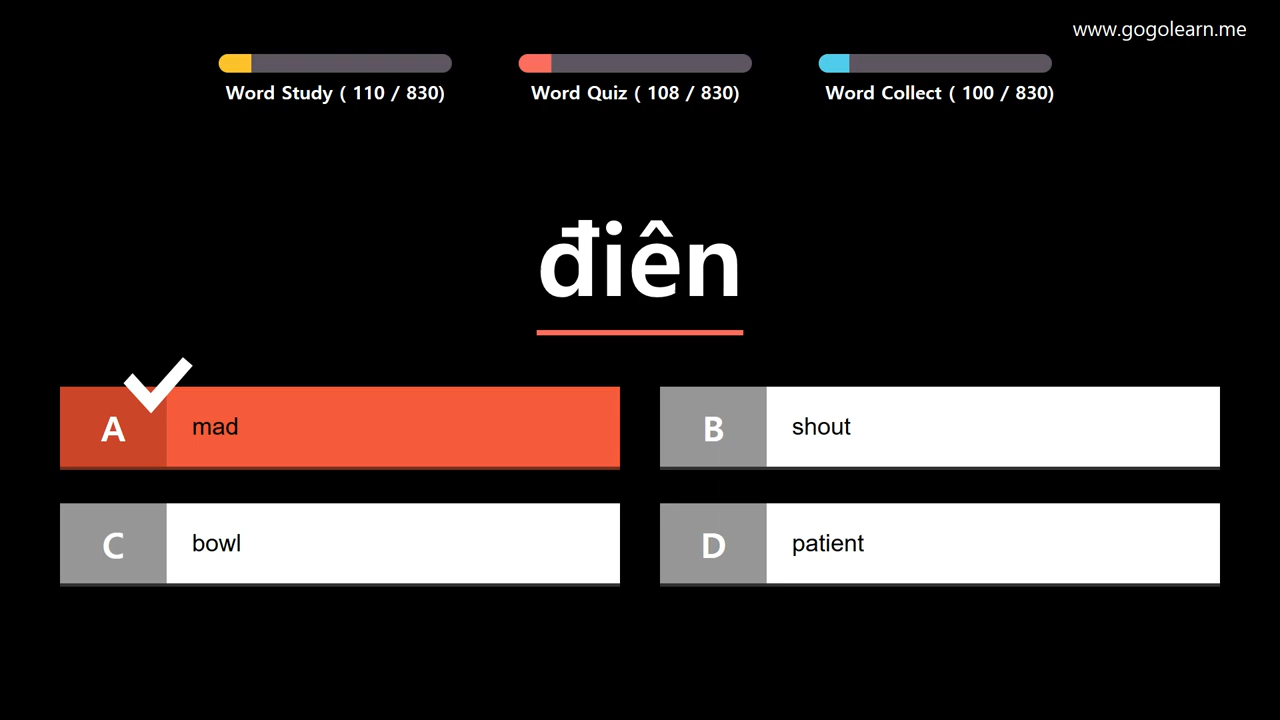 www.gogolearn.me
Word Study ( 110 / 830)
Word Quiz ( 108 / 830)
Word Collect ( 100 / 830)
điên
A mad
B shout
C bowl
D patient